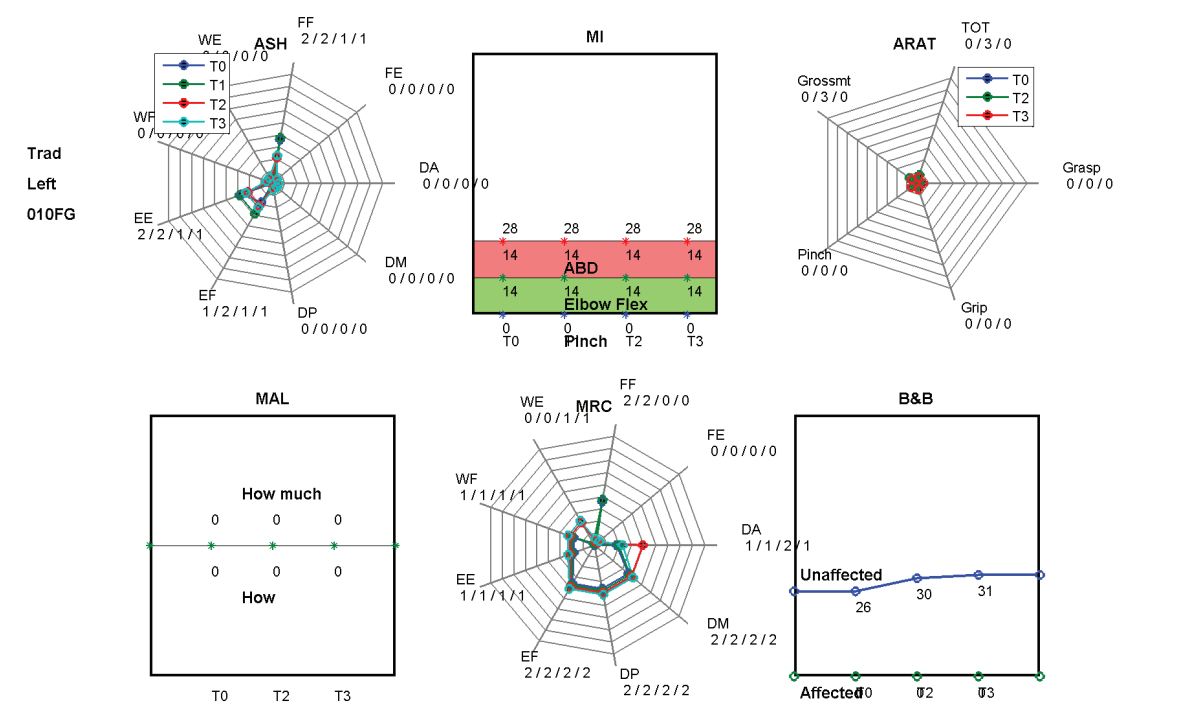 Trad
Left
010FG
ASH
FF
2 / 2 / 1 / 1
WE
FE
0 / 0 / 0 / 0
DA
0 / 0 / 0 / 0
DM
0 / 0 / 0 / 0
DP
0 / 0 / 0 / 0
EF
1 / 2 / 1 / 1
EE
2 / 2 / 1 / 1
WF
T0
T1
T2
T3
MI
28 28 28 28
14 14 14 14
ABD
14 14 14 14
Elbow Flex
0 0 0 0
Pinch
T0 T2 T3
ARAT
TOT
0 / 3 / 0
Grossmt
0 / 3 / 0
T0
T2
T3
Grasp
0 / 0 / 0
Pinch
0 / 0 / 0
Grip
0 / 0 / 0
MAL
How much
0 0 0
0 0 0
How
T0 T2 T3
MRC
FF
2 / 2 / 0 / 0
WE
0 / 0 / 1 / 1
FE
0 / 0 / 0 / 0
WF
1 / 1 / 1 / 1
DA
1 / 1 / 2 / 1
EE
1 / 1 / 1 / 1
DM
2 / 2 / 2 / 2
EF
2 / 2 / 2 / 2
DP
2 / 2 / 2 / 2
B&B
Unaffected
26 30 31
Affected
T0 T2 T3